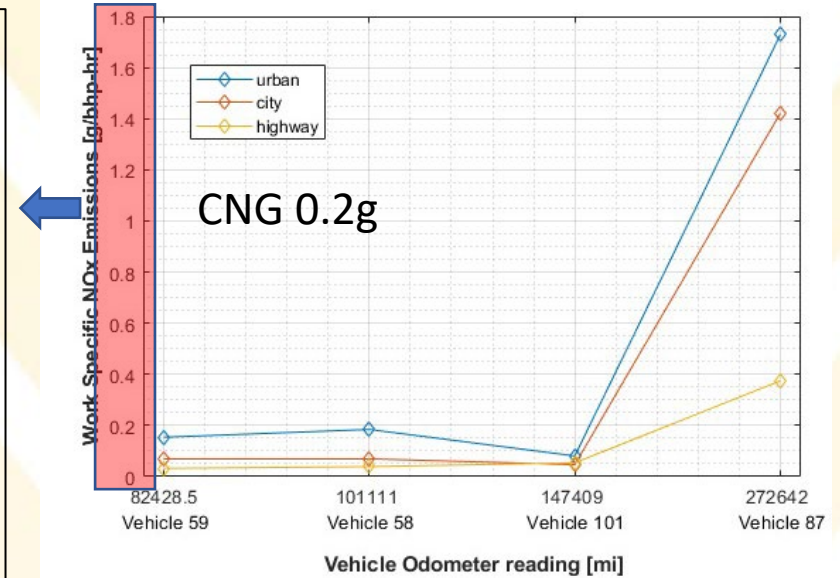 1.8
1.6
1.4
1.2
1
0.8
0.6
0.4
0.2
0
Work Specific NOx Emissions [g/bhp-hr]
urban
city
highway
CNG 0.2g
82428.5 101111 147409 272642
Vehicle 59 Vehicle 58 Vehicle 101 Vehicle 87
Vehicle Odometer reading [mi]